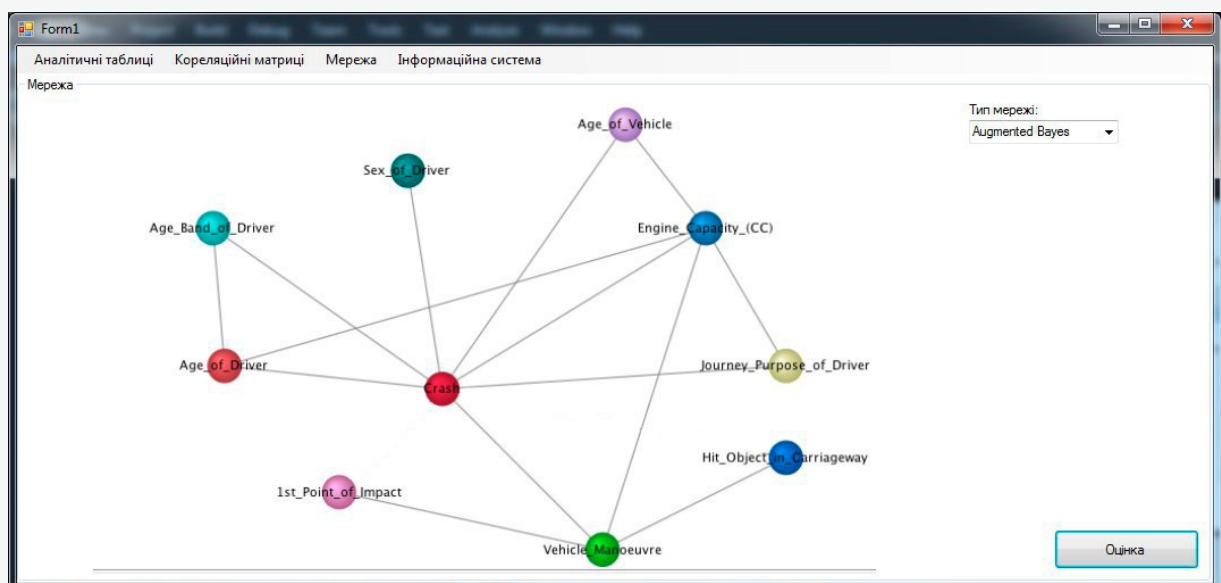 Form1
Аналітичні таблиці Кореляційні матриці Мережа Інформаційна система
Мережа
Тип мережі:
Augmented Bayes
Age_of_Vehicle
Sex_of_Driver
Age_Band_of_Driver
Engine_Capacity_(CC)
Age_of_Driver
Journey_Purpose_of_Driver
Crash
Hit_Object_in_Carriageway
1st_Point_of_Impact
Vehicle_Manoeuvre
Оцінка